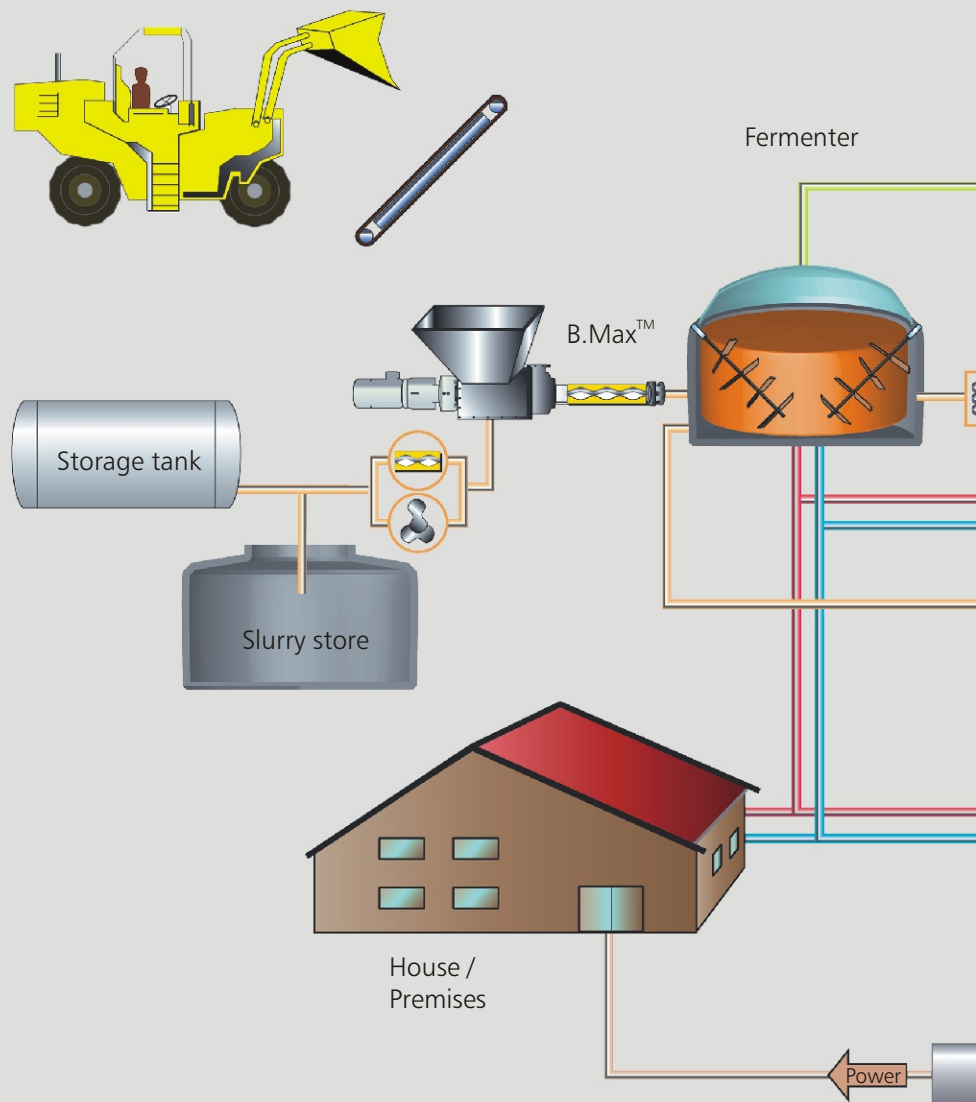 Fermenter
B.Max™
Storage tank
Slurry store
House /
Premises
Power